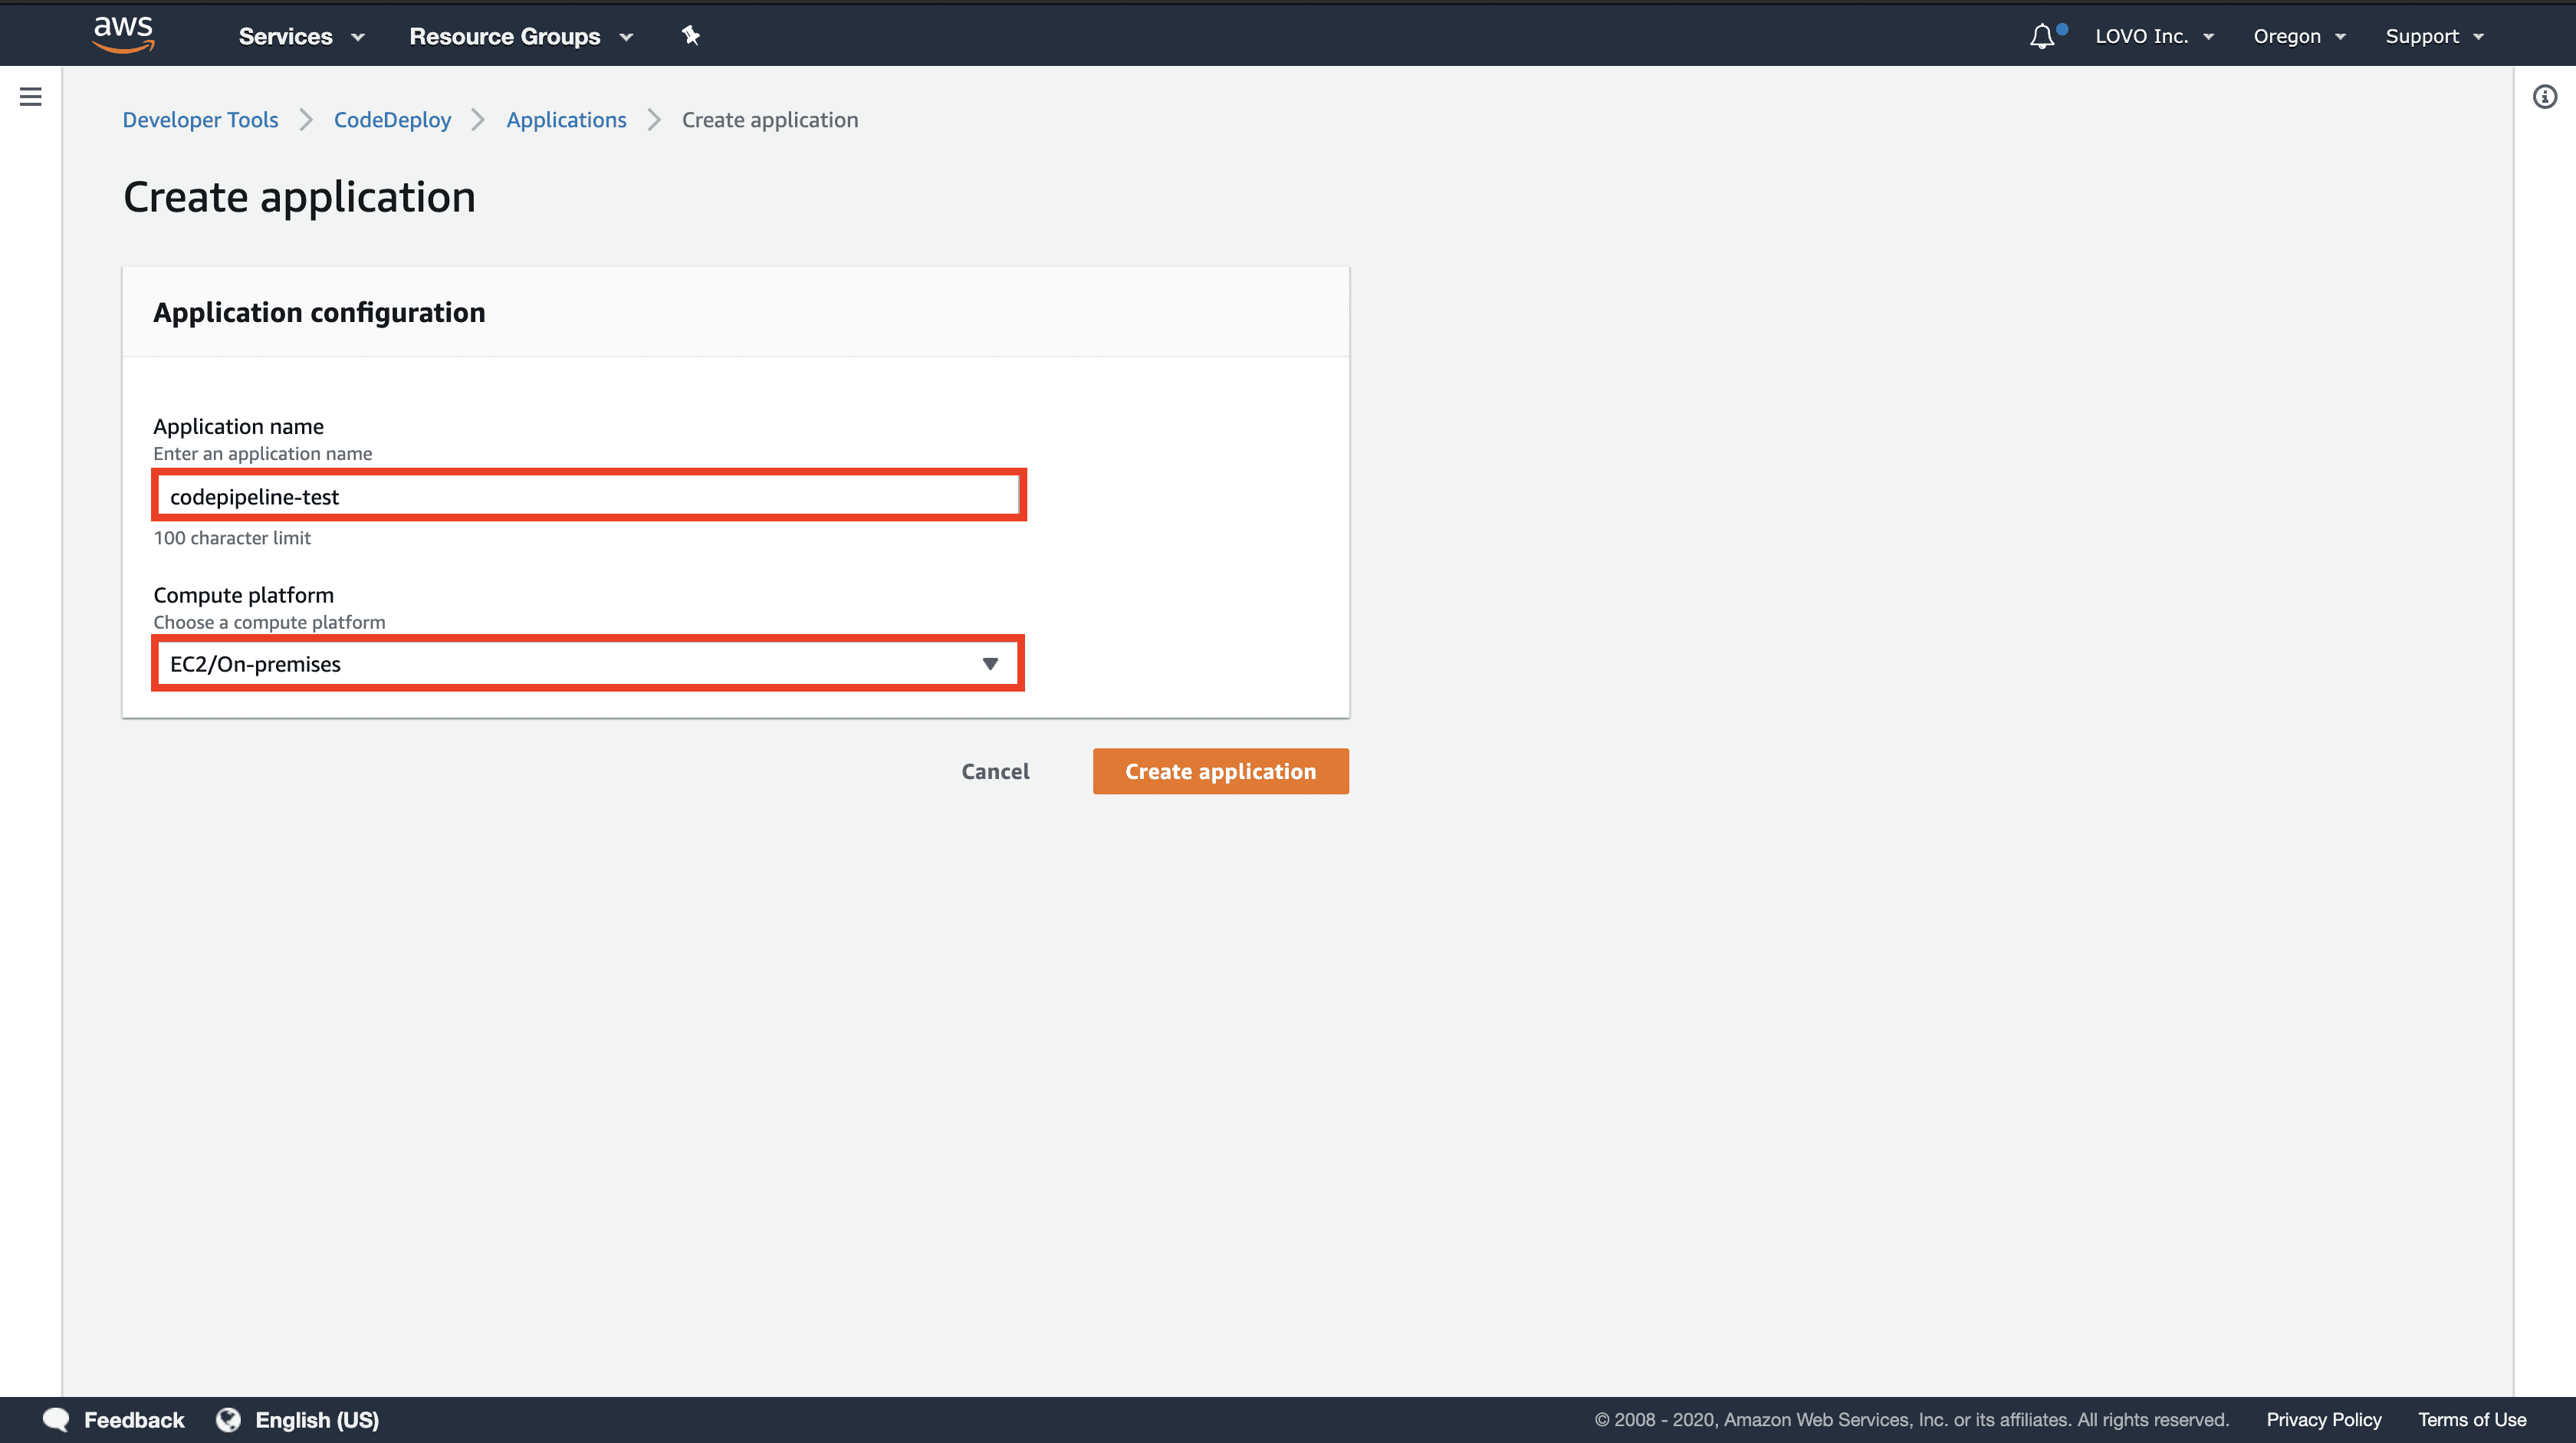 aws Services Resource Groups LOVO Inc. Oregon Support
Developer Tools CodeDeploy Applications Create application
Create application
Application configuration
Application name
Enter an application name
codepipeline-test
100 character limit
Compute platform
Choose a compute platform
EC2/On-premises
Cancel Create application
Feedback English (US) © 2008 - 2020, Amazon Web Services, Inc. or its affiliates. All rights reserved. Privacy Policy Terms of Use